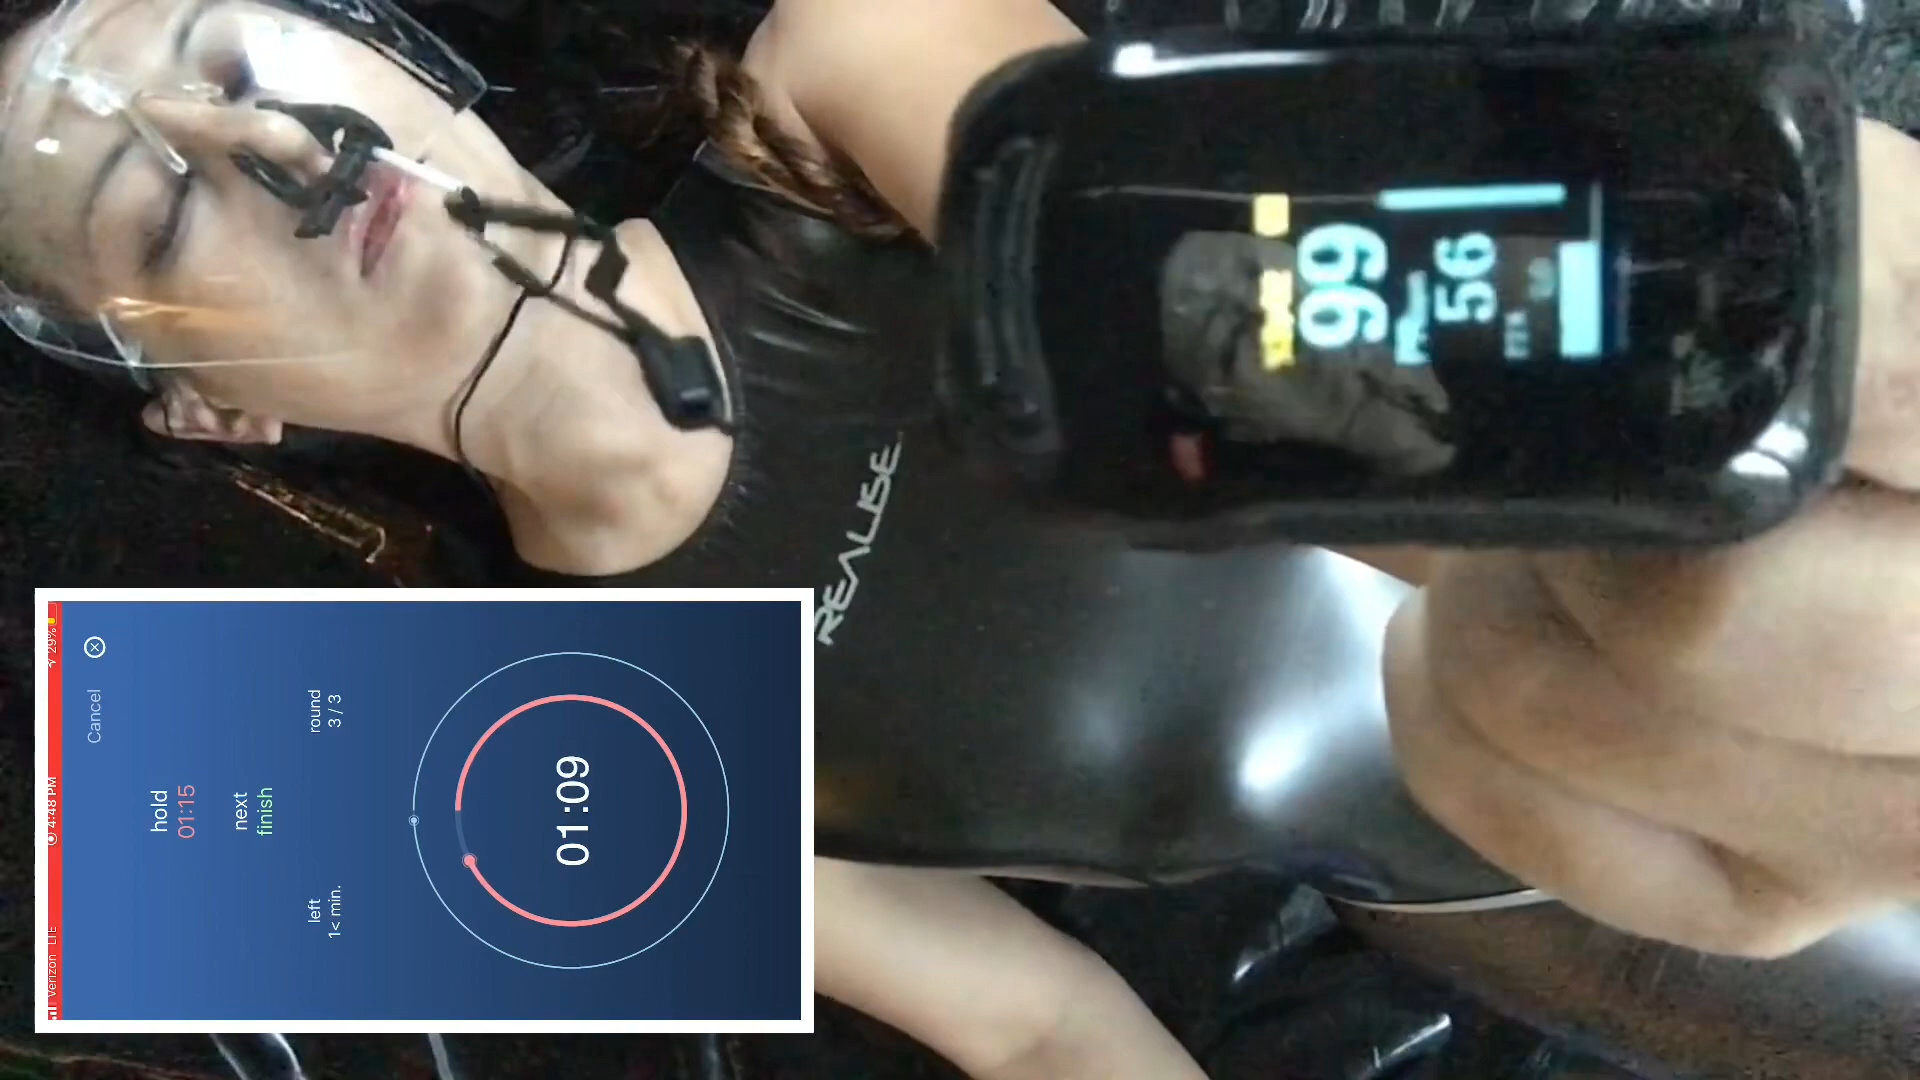 Verizon LTE
4:48 PM
29%
Cancel
hold
01:15
next
finish
left
1< min.
round
3 / 3
01:09
REALISE
99
56